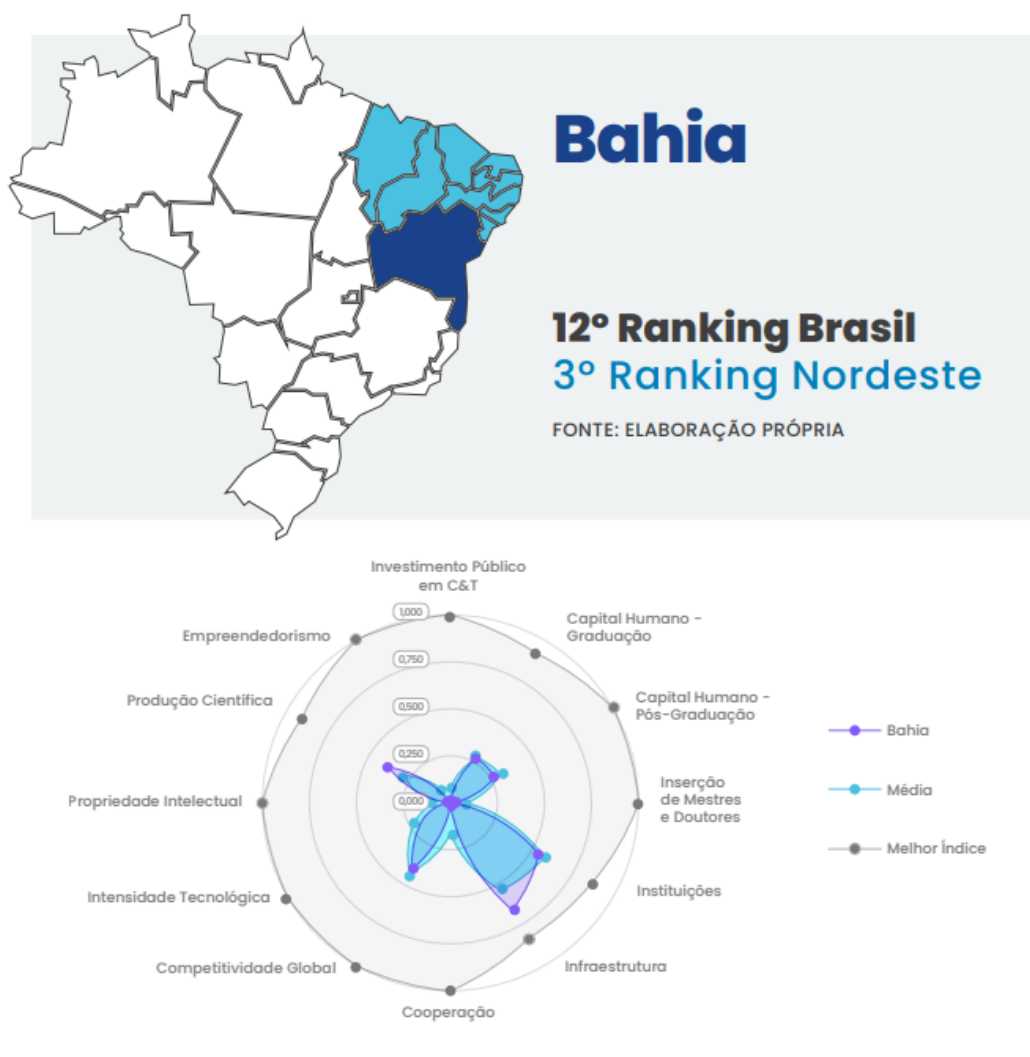 Bahia
12º Ranking Brasil
3º Ranking Nordeste
FONTE: ELABORAÇÃO PRÓPRIA
Investimento Público
em C&T
1,000
Capital Humano -
Graduação
Empreendedorismo
0,750
Capital Humano -
Pós-Graduação
Produção Científica
0,500
Bahia
0,250
Inserção
de Mestres
e Doutores
Média
Propriedade Intelectual
0,000
Melhor Índice
Instituições
Intensidade Tecnológica
Infraestrutura
Competitividade Global
Cooperação